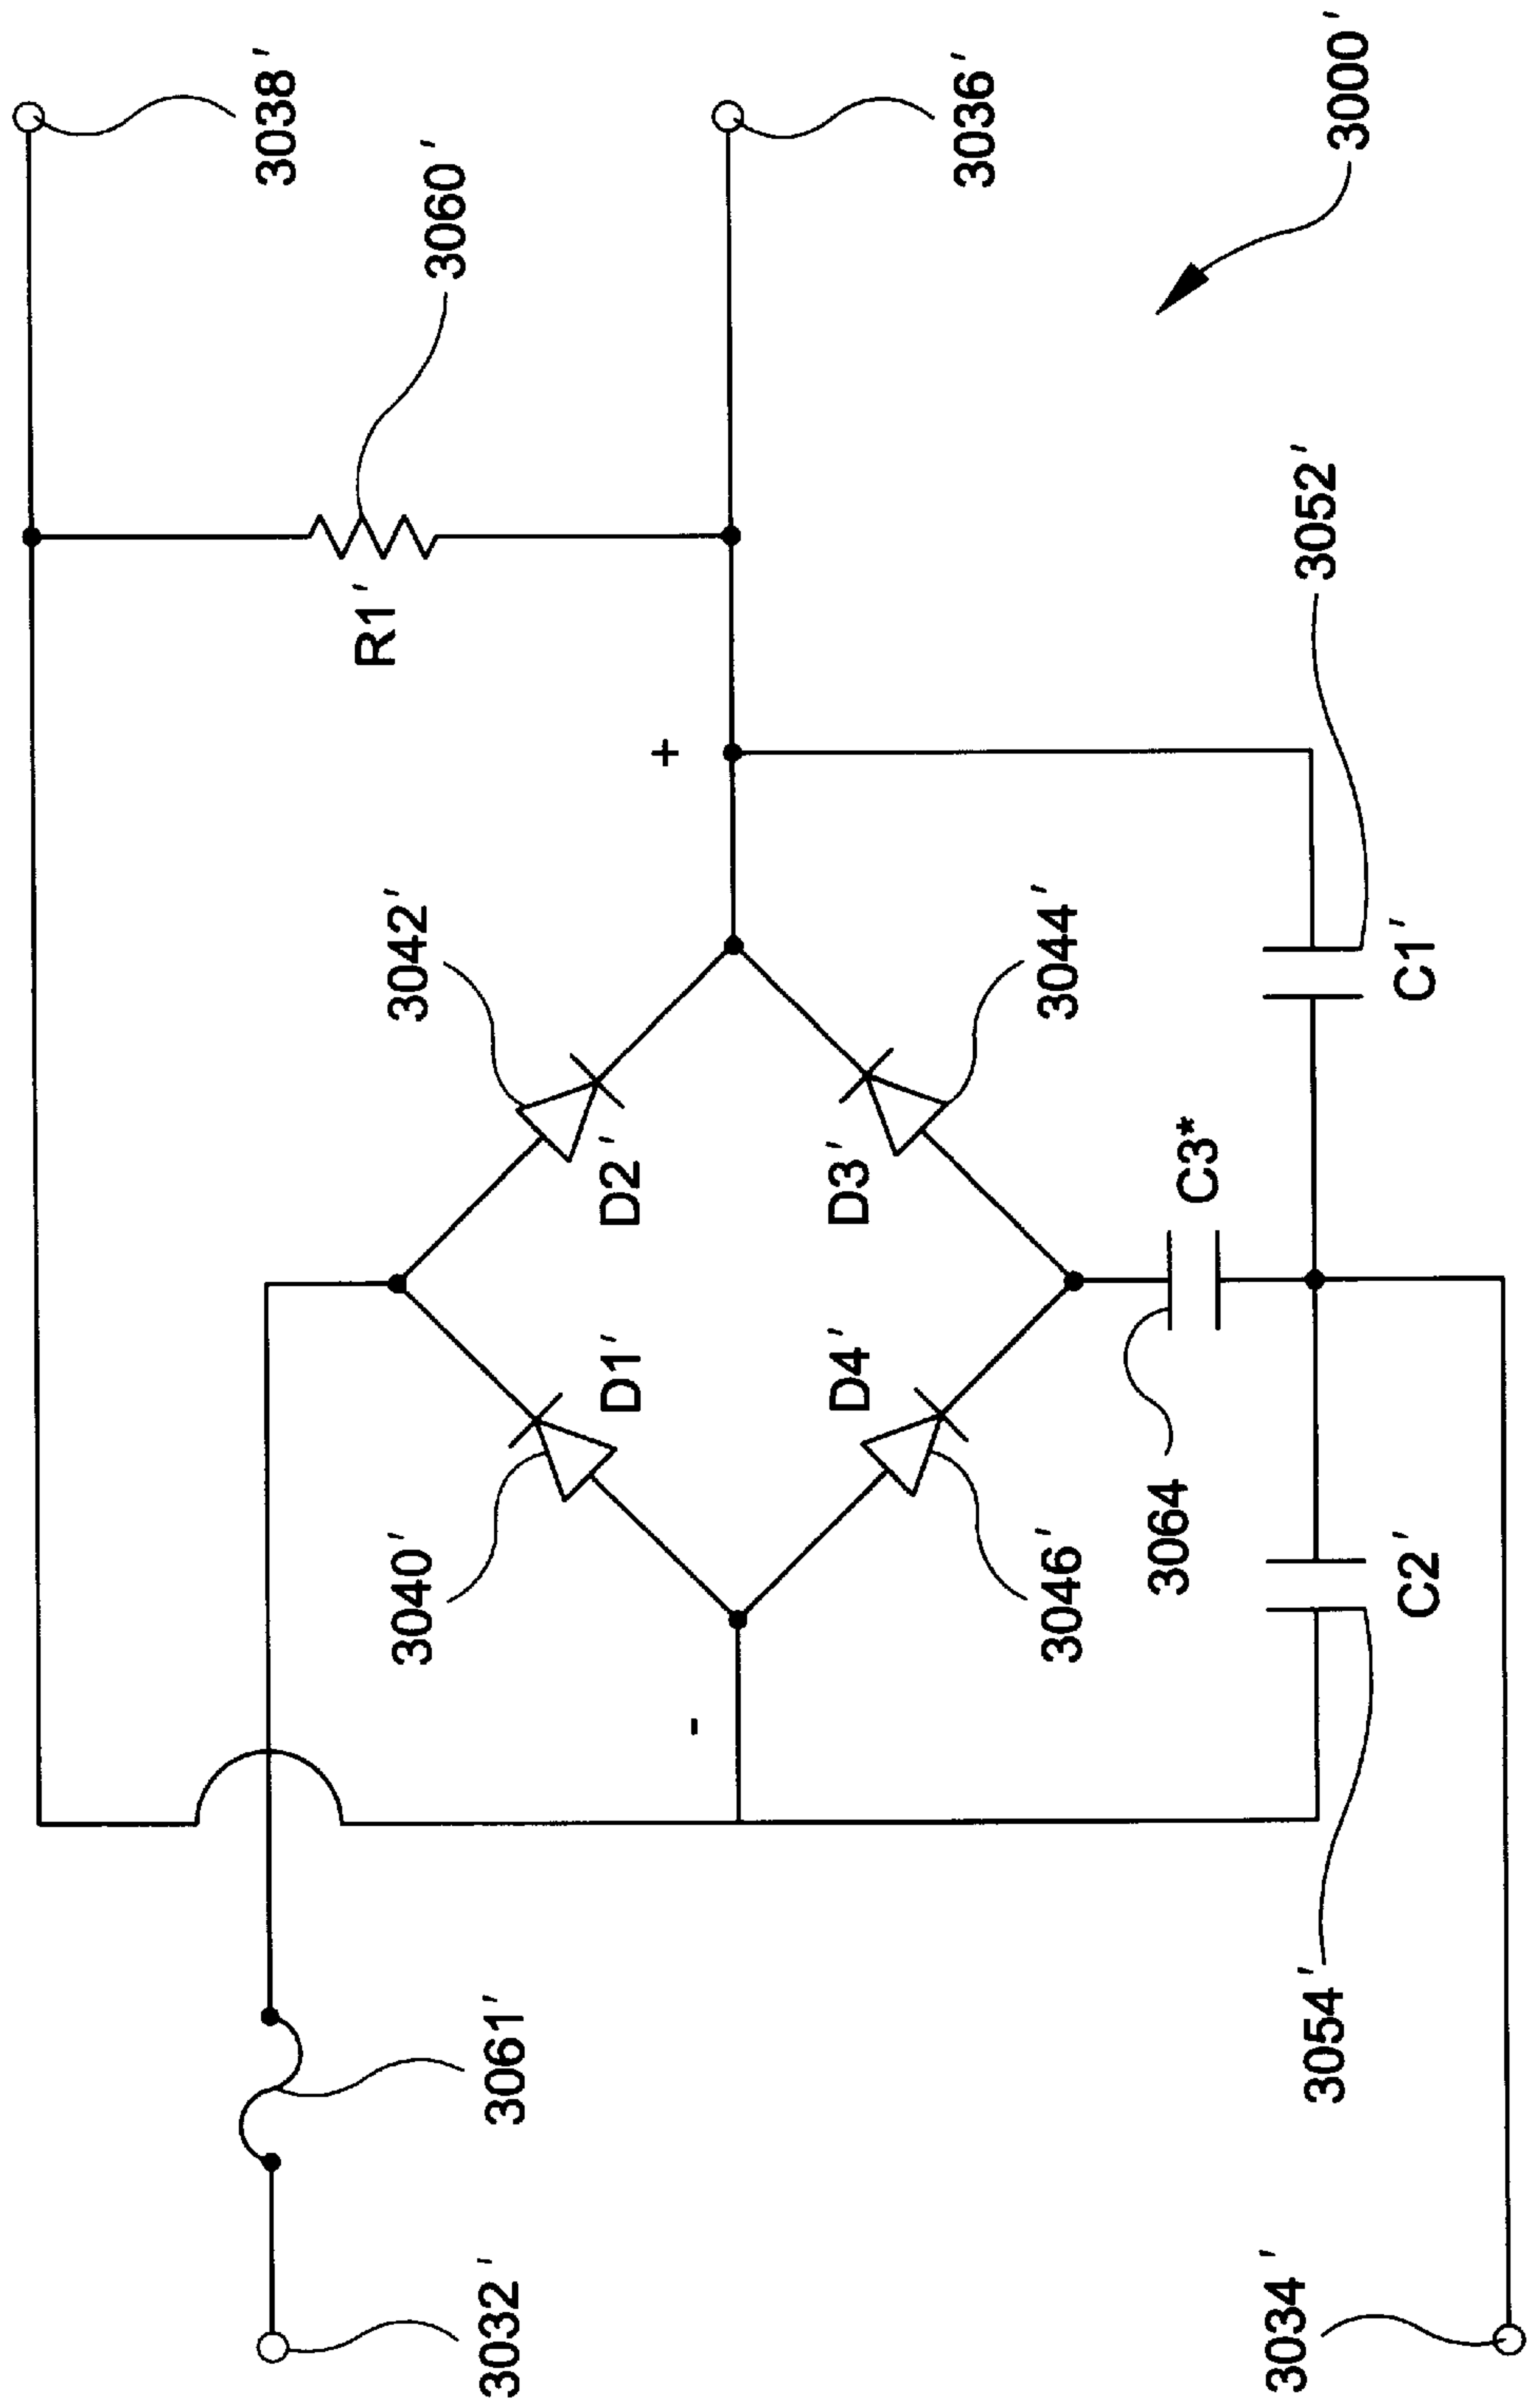 3038'
3060'
3036'
3000'
R1'
3052'
+
3042'
3044'
C1'
D2'
D3'
C3*
D1'
D4'
3040'
3046'
3064
C2'
-
3061'
3054'
3032'
3034'